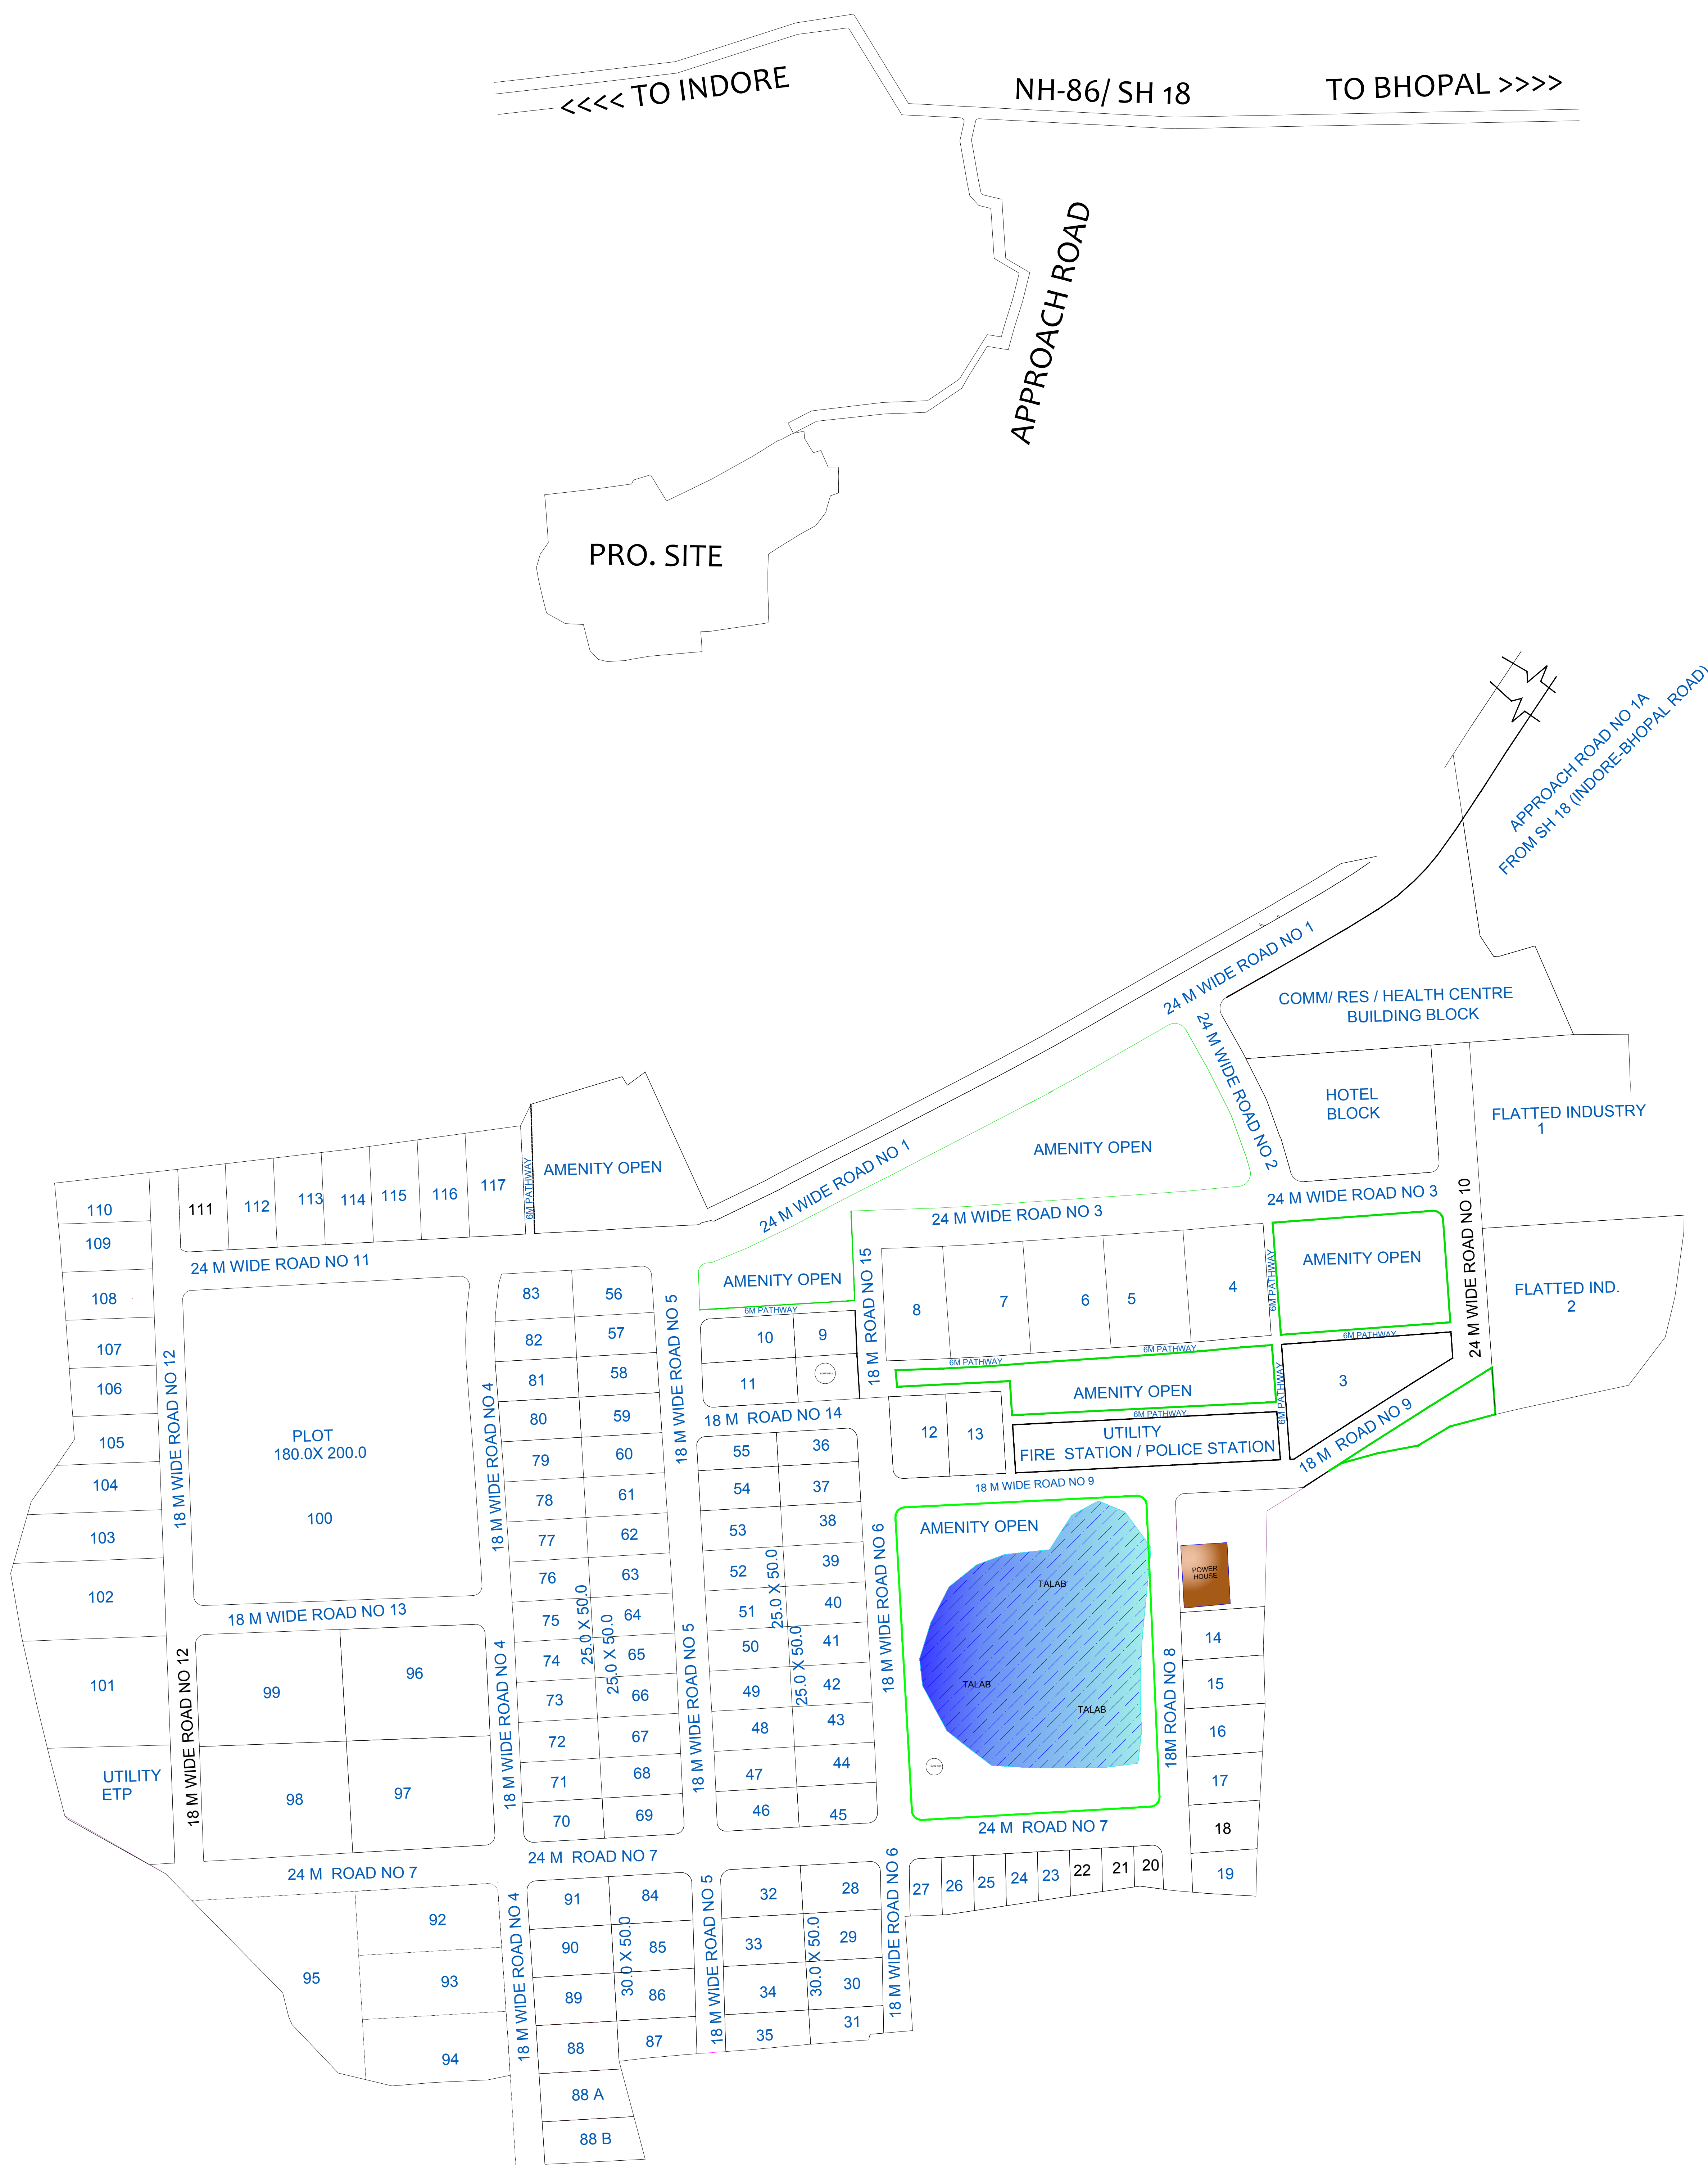 <<<< TO INDORE
NH-86/ SH 18
TO BHOPAL >>>>
APPROACH ROAD
PRO. SITE
APPROACH ROAD NO 1A
FROM SH 18 (INDORE-BHOPAL ROAD)
24 M WIDE ROAD NO 1
COMM/ RES / HEALTH CENTRE
BUILDING BLOCK
24 M WIDE ROAD NO 2
HOTEL
BLOCK
FLATTED INDUSTRY
1
AMENITY OPEN
24 M WIDE ROAD NO 1
AMENITY OPEN
6M PATHWAY
110
111
112
113
114
115
116
117
24 M WIDE ROAD NO 3
24 M WIDE ROAD NO 3
24 M WIDE ROAD NO 10
109
24 M WIDE ROAD NO 11
AMENITY OPEN
6M PATHWAY
18 M  ROAD NO 15
8
7
6
5
4
6M PATHWAY
AMENITY OPEN
6M PATHWAY
FLATTED IND.
2
108
107
106
105
104
103
102
101
UTILITY
ETP
18 M WIDE ROAD NO 12
18 M WIDE ROAD NO 12
PLOT
180.0X 200.0
100
18 M WIDE ROAD NO 4
83
56
82
57
81
58
80
59
79
60
78
61
77
62
76
63
75
64
74
65
73
66
72
67
71
68
70
69
25.0 X 50.0
25.0 X 50.0
18 M WIDE ROAD NO 5
18 M WIDE ROAD NO 5
10
9
11
18 M  ROAD NO 14
6M PATHWAY
6M PATHWAY
AMENITY OPEN
6M PATHWAY
6M PATHWAY
3
12
13
UTILITY
FIRE  STATION / POLICE STATION
18 M  ROAD NO 9
18 M WIDE ROAD NO 9
55
36
54
37
53
38
52
39
51
40
50
41
49
42
48
43
47
44
46
45
25.0 X 50.0
25.0 X 50.0
18 M WIDE ROAD NO 6
AMENITY OPEN
TALAB
TALAB
TALAB
18M ROAD NO 8
POWER
HOUSE
14
15
16
17
18
19
18 M WIDE ROAD NO 13
18 M WIDE ROAD NO 4
99
96
98
97
24 M  ROAD NO 7
24 M  ROAD NO 7
24 M  ROAD NO 7
27
26
25
24
23
22
21
20
95
92
93
94
18 M WIDE ROAD NO 4
91
84
90
85
89
86
88
87
88 A
88 B
30.0 X 50.0
18 M WIDE ROAD NO 5
32
28
33
29
34
30
35
31
30.0 X 50.0
18 M WIDE ROAD NO 6